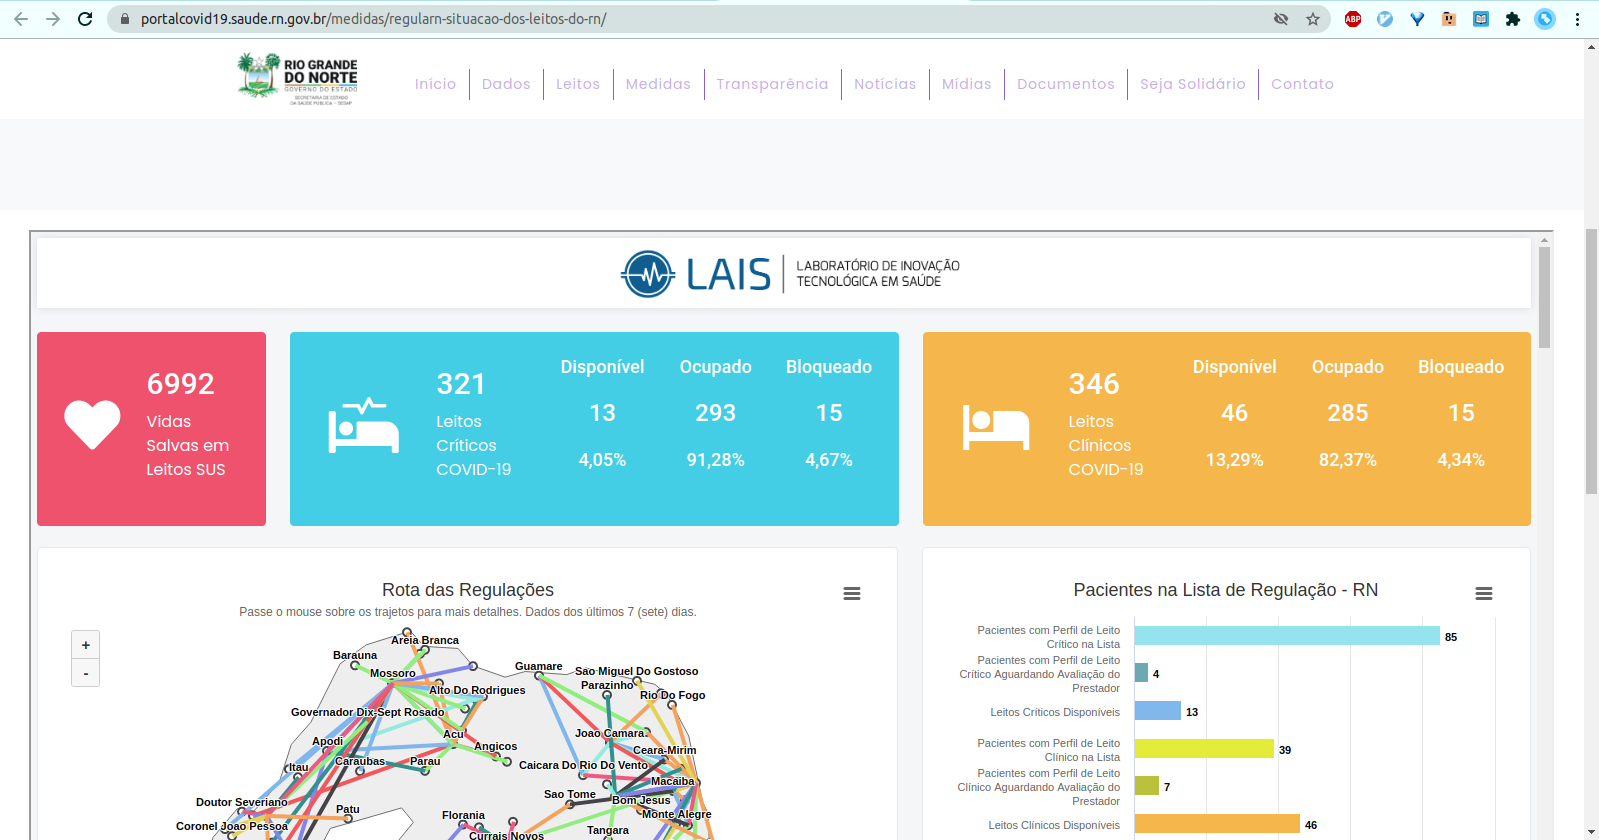 portalcovid19.saude.rn.gov.br/medidas/regularn-situacao-dos-leitos-do-rn/
ABP
RIO GRANDE
DO NORTE
GOVERNO DO ESTADO
SECRETARIA DE ESTADO
DA SAÚDE PÚBLICA - SESAP
Início
Dados
Leitos
Medidas
Transparência
Notícias
Mídias
Documentos
Seja Solidário
Contato
LAIS
LABORATÓRIO DE INOVAÇÃO
TECNOLÓGICA EM SAÚDE
6992
Vidas
Salvas em
Leitos SUS
321
Leitos
Críticos
COVID-19
Disponível Ocupado Bloqueado
13 293 15
4,05% 91,28% 4,67%
346
Leitos
Clínicos
COVID-19
Disponível Ocupado Bloqueado
46 285 15
13,29% 82,37% 4,34%
Rota das Regulações
Passe o mouse sobre os trajetos para mais detalhes. Dados dos últimos 7 (sete) dias.
+
-
Areia Branca
Barauna
Mossoro
Guamare
Sao Miguel Do Gostoso
Alto Do Rodrigues
Parazinho
Rio Do Fogo
Governador Dix-Sept Rosado
Acu
Joao Camara
Apodi
Angicos
Ceara-Mirim
Caraubas
Parau
Caicara Do Rio Do Vento
Itau
Macaiba
Sao Tome
Bom Jesus
Doutor Severiano
Patu
Florania
Monte Alegre
Coronel Joao Pessoa
Currais Novos
Tangara
Pacientes na Lista de Regulação - RN
Pacientes com Perfil de Leito
Crítico na Lista
85
Pacientes com Perfil de Leito
Crítico Aguardando Avaliação do
Prestador
4
Leitos Críticos Disponíveis
13
Pacientes com Perfil de Leito
Clínico na Lista
39
Pacientes com Perfil de Leito
Clínico Aguardando Avaliação do
Prestador
7
Leitos Clínicos Disponíveis
46